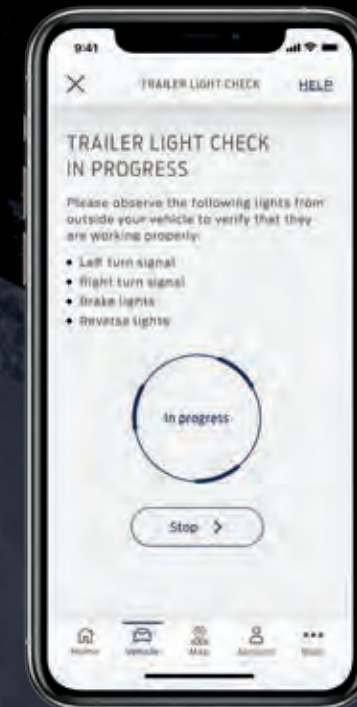 9:41
TRAILER LIGHT CHECK
HELP
TRAILER LIGHT CHECK
IN PROGRESS
Please observe the following lights from
outside your vehicle to verify that they
are working properly:
Left turn signal
Right turn signal
Brake lights
Reverse lights
In progress
Stop
Home
Vehicle
Map
Account
More